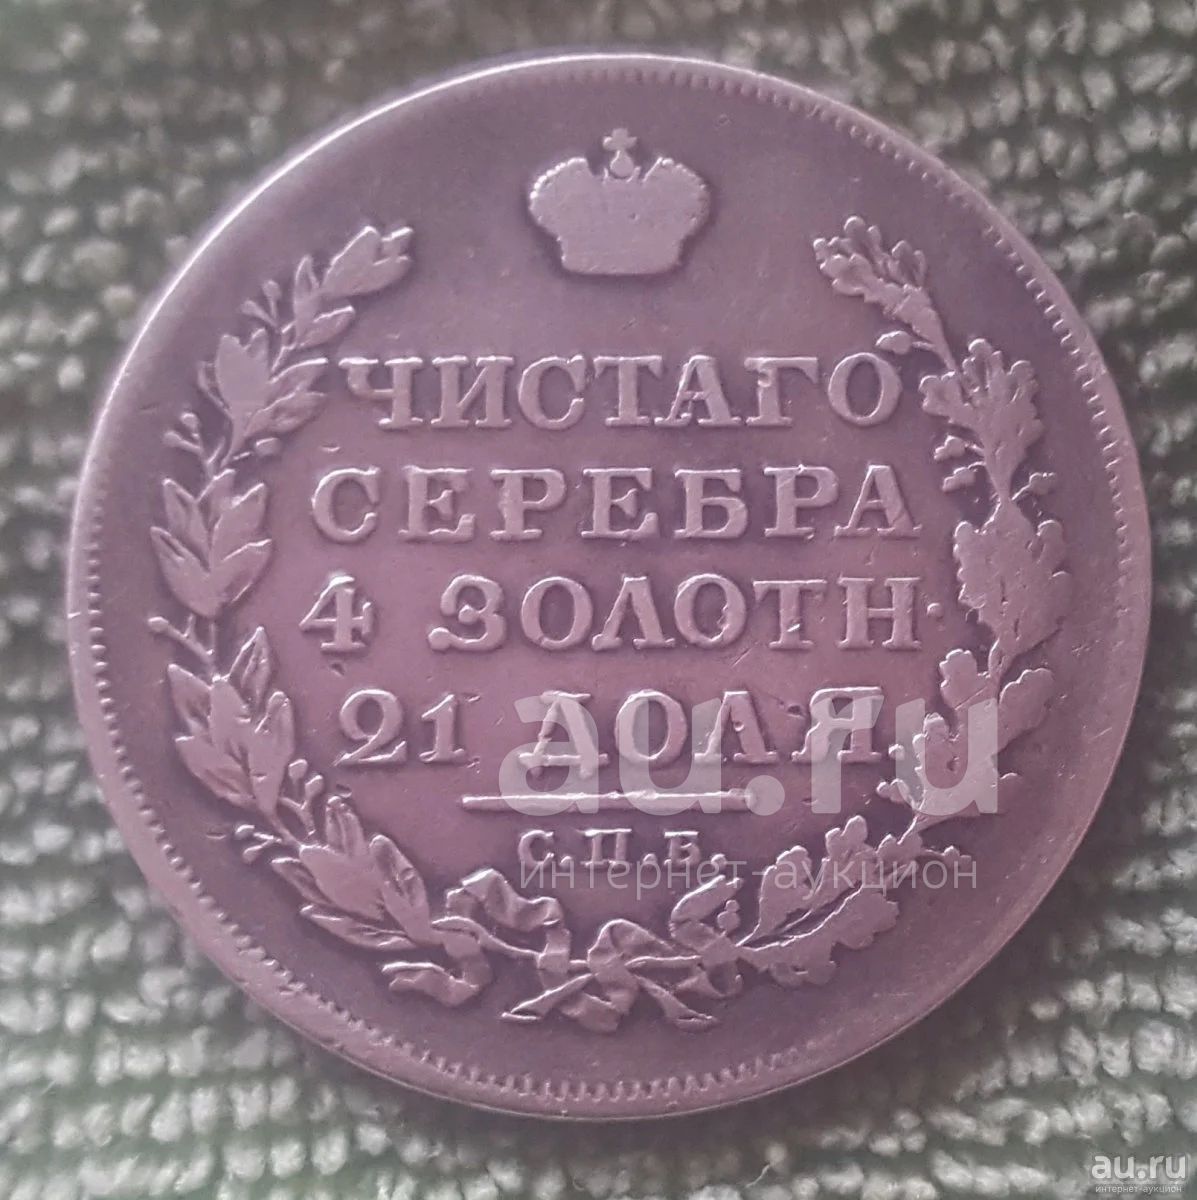 ЧИСТАГО
СЕРЕБРА
4 ЗОЛОТН.
21 ДОЛЯ
С.П.Б.
au.ru
интернет-аукцион
au.ru
интернет-аукцион